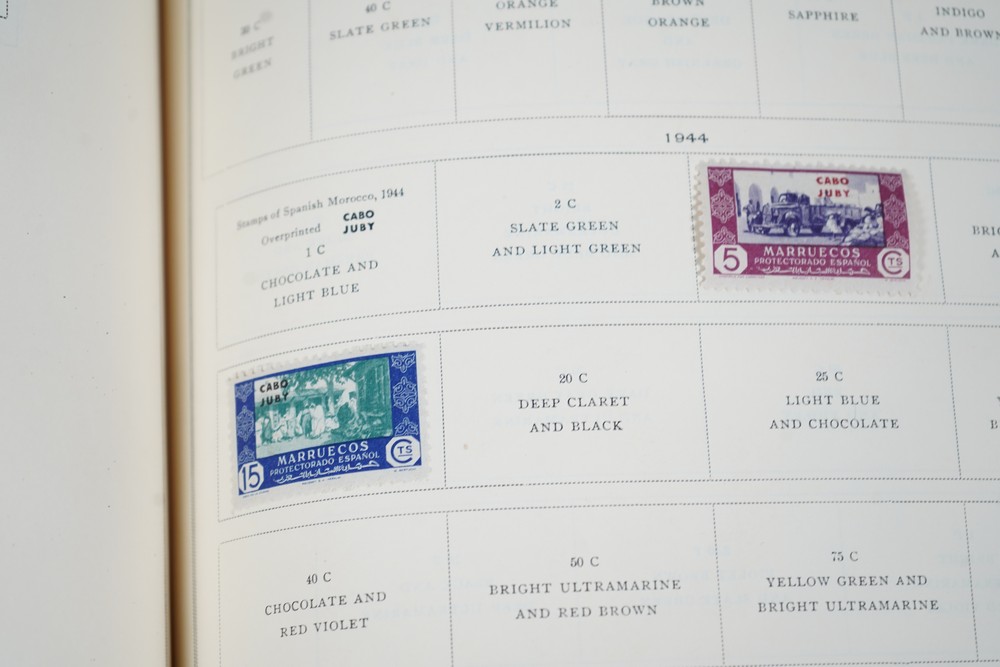 BRIGHT
GREEN
40 C
SLATE GREEN
ORANGE
VERMILION
BROWN
ORANGE
SAPPHIRE
INDIGO
AND BROWN
1944
Stamps of Spanish Morocco, 1944
Overprinted CABO JUBY
1 C
CHOCOLATE AND
LIGHT BLUE
2 C
SLATE GREEN
AND LIGHT GREEN
CABO
JUBY
MARRUECOS
PROTECTORADO ESPAÑOL
5 CTS
CABO
JUBY
MARRUECOS
PROTECTORADO ESPAÑOL
15 CTS
20 C
DEEP CLARET
AND BLACK
25 C
LIGHT BLUE
AND CHOCOLATE
40 C
CHOCOLATE AND
RED VIOLET
50 C
BRIGHT ULTRAMARINE
AND RED BROWN
75 C
YELLOW GREEN AND
BRIGHT ULTRAMARINE